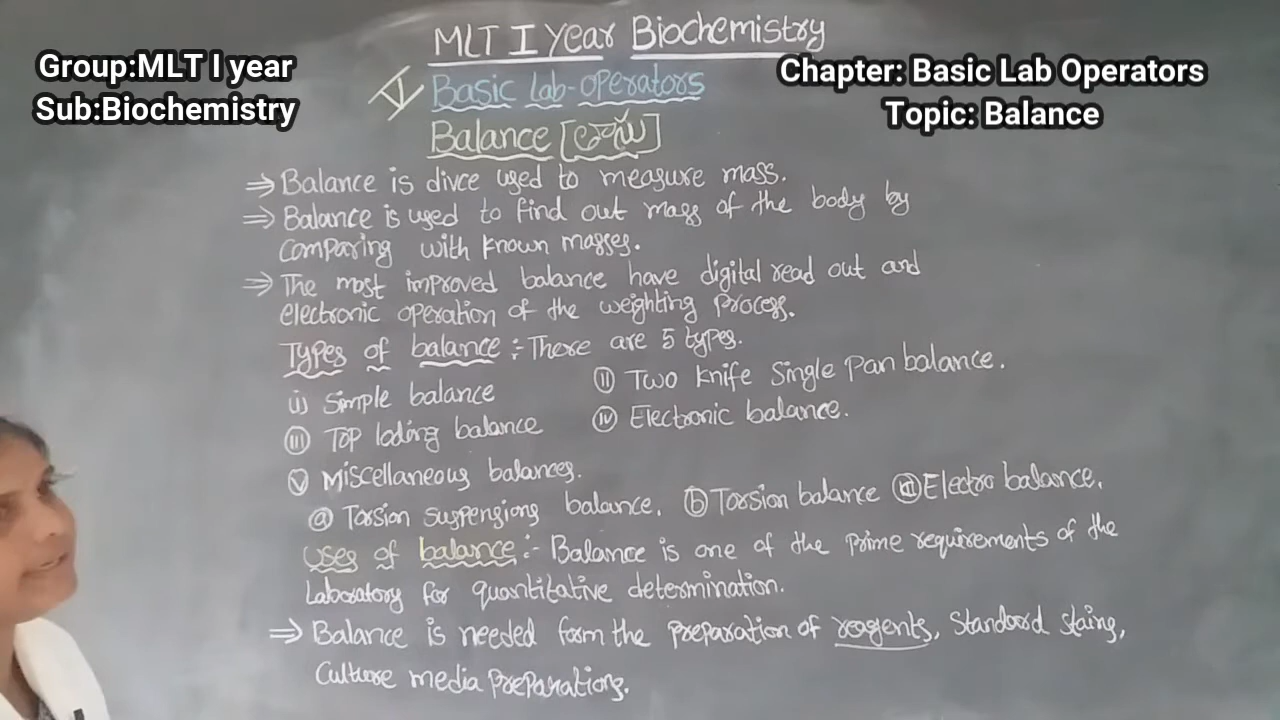 MLT I Year Biochemistry
Group:MLT I year
Sub:Biochemistry
Chapter: Basic Lab Operators
Topic: Balance
V Basic Lab-operators
Balance [త్రాసు]
⇒ Balance is divce used to measure mass.
⇒ Balance is used to find out mass of the body by
comparing with known masses.
⇒ The most improved balance have digital read out and
electronic operation of the weighting process.
Types of balance :- There are 5 types.
i) Simple balance
ii Two Knife Single Pan balance.
iii Top loding balance
iv Electronic balance.
v Miscellaneous balances.
a Torsion suspensions balance. b Torsion balance Electro balance.
Uses of balance :- Balance is one of the prime requirements of the
Laboratory for quantitative determination.
⇒ Balance is needed form the preparation of reagents, Standard stains,
Culture media preparations.